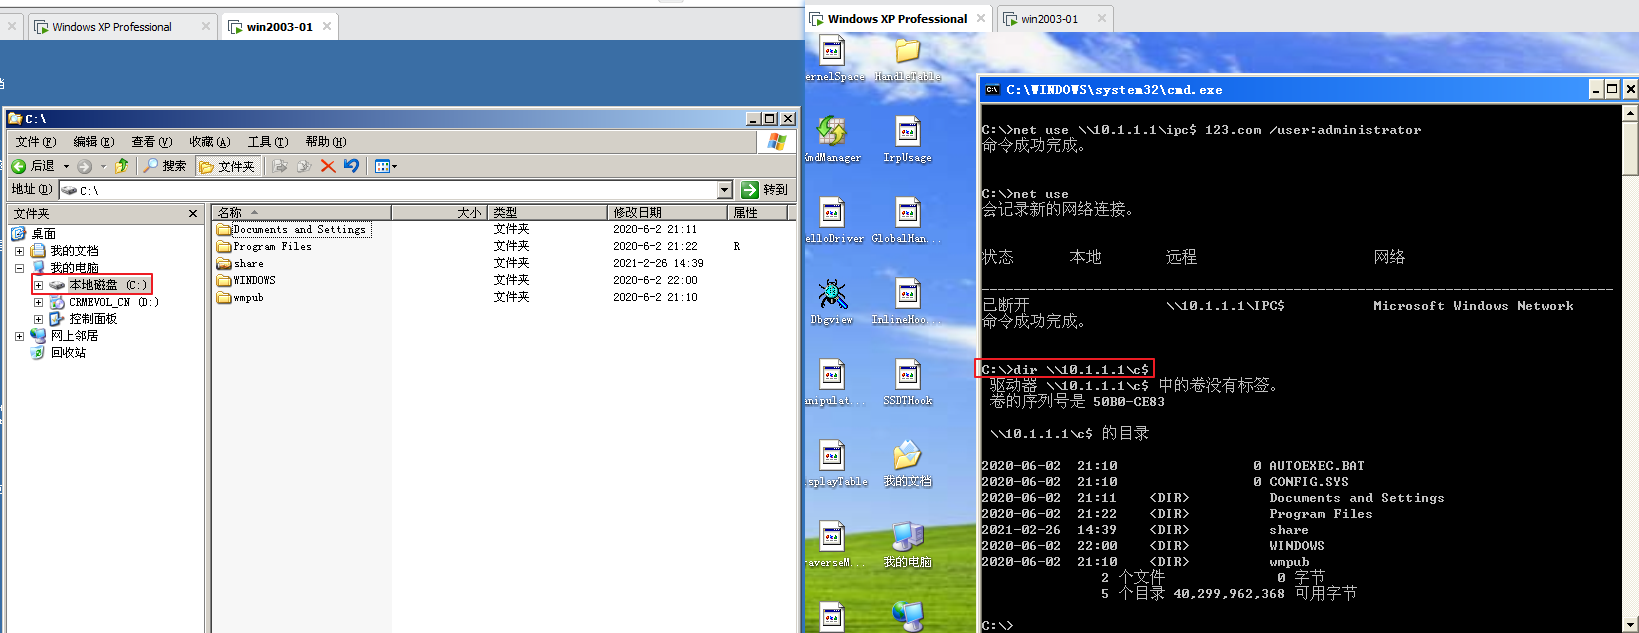 Windows XP Professional
win2003-01
C:\
文件(F) 编辑(E) 查看(V) 收藏(A) 工具(T) 帮助(H)
后退 搜索 文件夹
地址(D) C:\ 转到
文件夹
桌面
我的文档
我的电脑
本地磁盘 (C:)
CRMEVOL_CN (D:)
控制面板
网上邻居
回收站
名称 大小 类型 修改日期 属性
Documents and Settings 文件夹 2020-6-2 21:11
Program Files 文件夹 2020-6-2 21:22 R
share 文件夹 2021-2-26 14:39
WINDOWS 文件夹 2020-6-2 22:00
wmpub 文件夹 2020-6-2 21:10
Windows XP Professional
win2003-01
ernelSpace HandleTable
KmdManager IrpUsage
elloDriver GlobalHan...
Dbgview InlineHoo...
anipulat... SSDTHook
isplayTable 我的文档
raverseM... 我的电脑
C:\WINDOWS\system32\cmd.exe
C:\>net use \\10.1.1.1\ipc$ 123.com /user:administrator
命令成功完成。
C:\>net use
会记录新的网络连接。
状态 本地 远程 网络
-------------------------------------------------------------------------------
已断开 \\10.1.1.1\IPC$ Microsoft Windows Network
命令成功完成。
C:\>dir \\10.1.1.1\c$
驱动器 \\10.1.1.1\c$ 中的卷没有标签。
卷的序列号是 50B0-CE83
\\10.1.1.1\c$ 的目录
2020-06-02 21:10 0 AUTOEXEC.BAT
2020-06-02 21:10 0 CONFIG.SYS
2020-06-02 21:11 <DIR> Documents and Settings
2020-06-02 21:22 <DIR> Program Files
2021-02-26 14:39 <DIR> share
2020-06-02 22:00 <DIR> WINDOWS
2020-06-02 21:10 <DIR> wmpub
2 个文件 0 字节
5 个目录 40,299,962,368 可用字节
C:\>